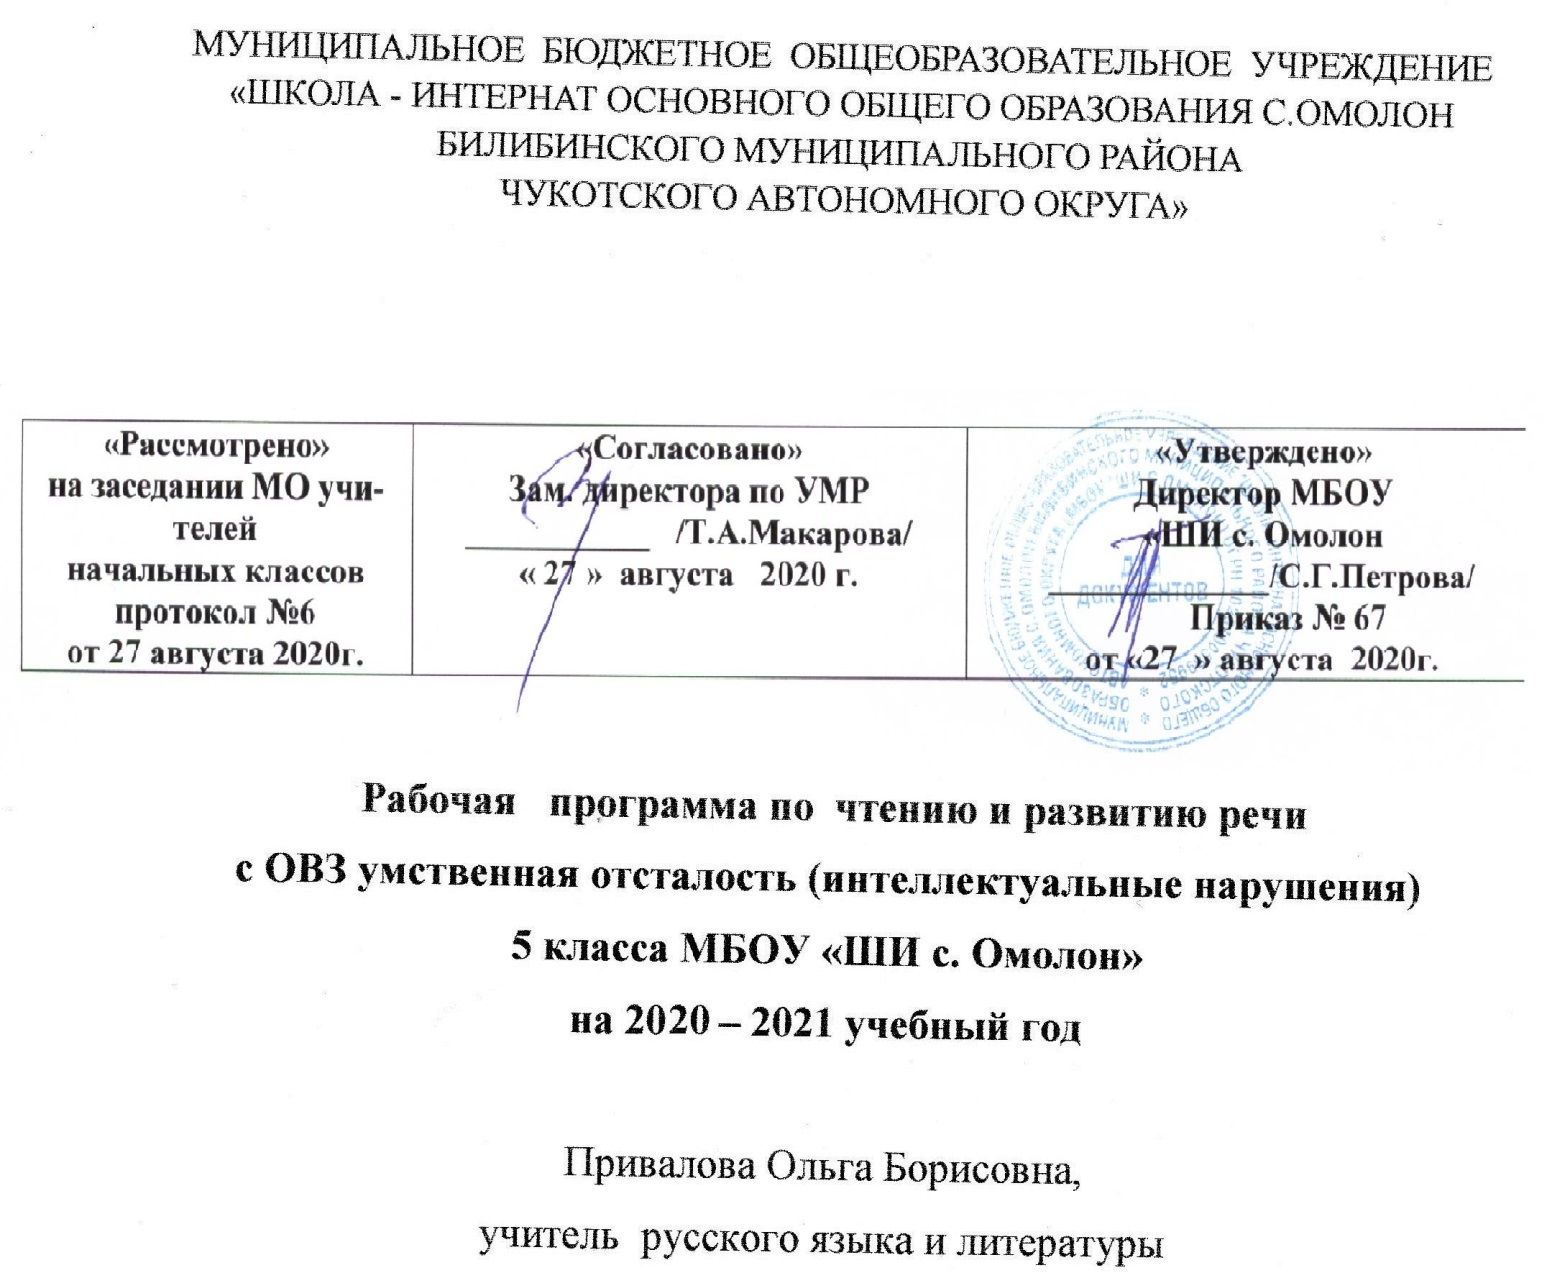 МУНИЦИПАЛЬНОЕ БЮДЖЕТНОЕ ОБЩЕОБРАЗОВАТЕЛЬНОЕ УЧРЕЖДЕНИЕ
«ШКОЛА - ИНТЕРНАТ ОСНОВНОГО ОБЩЕГО ОБРАЗОВАНИЯ С.ОМОЛОН
БИЛИБИНСКОГО МУНИЦИПАЛЬНОГО РАЙОНА
ЧУКОТСКОГО АВТОНОМНОГО ОКРУГА»
«Рассмотрено»
на заседании МО учи-
телей
начальных классов
протокол №6
от 27 августа 2020г.
«Согласовано»
Зам. директора по УМР
____________ /Т.А.Макарова/
« 27 » августа 2020 г.
«Утверждено»
Директор МБОУ
«ШИ с. Омолон
______________/С.Г.Петрова/
Приказ № 67
от «27 » августа 2020г.
ДЛЯ
ДОКУМЕНТОВ
Рабочая программа по чтению и развитию речи
с ОВЗ умственная отсталость (интеллектуальные нарушения)
5 класса МБОУ «ШИ с. Омолон»
на 2020 – 2021 учебный год
Привалова Ольга Борисовна,
учитель русского языка и литературы